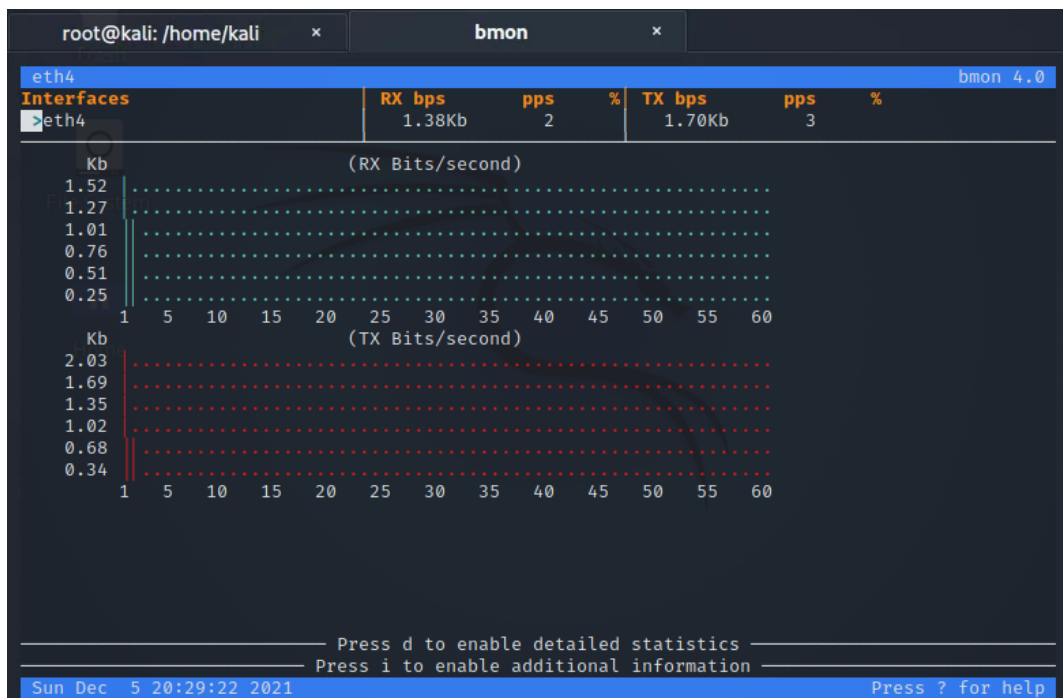 root@kali: /home/kali × bmon ×
eth4 bmon 4.0
Interfaces RX bps pps % TX bps pps %
>eth4 1.38Kb 2 1.70Kb 3
Kb (RX Bits/second)
1.52
1.27
1.01
0.76
0.51
0.25
1 5 10 15 20 25 30 35 40 45 50 55 60
Kb (TX Bits/second)
2.03
1.69
1.35
1.02
0.68
0.34
1 5 10 15 20 25 30 35 40 45 50 55 60
Press d to enable detailed statistics
Press i to enable additional information
Sun Dec 5 20:29:22 2021 Press ? for help